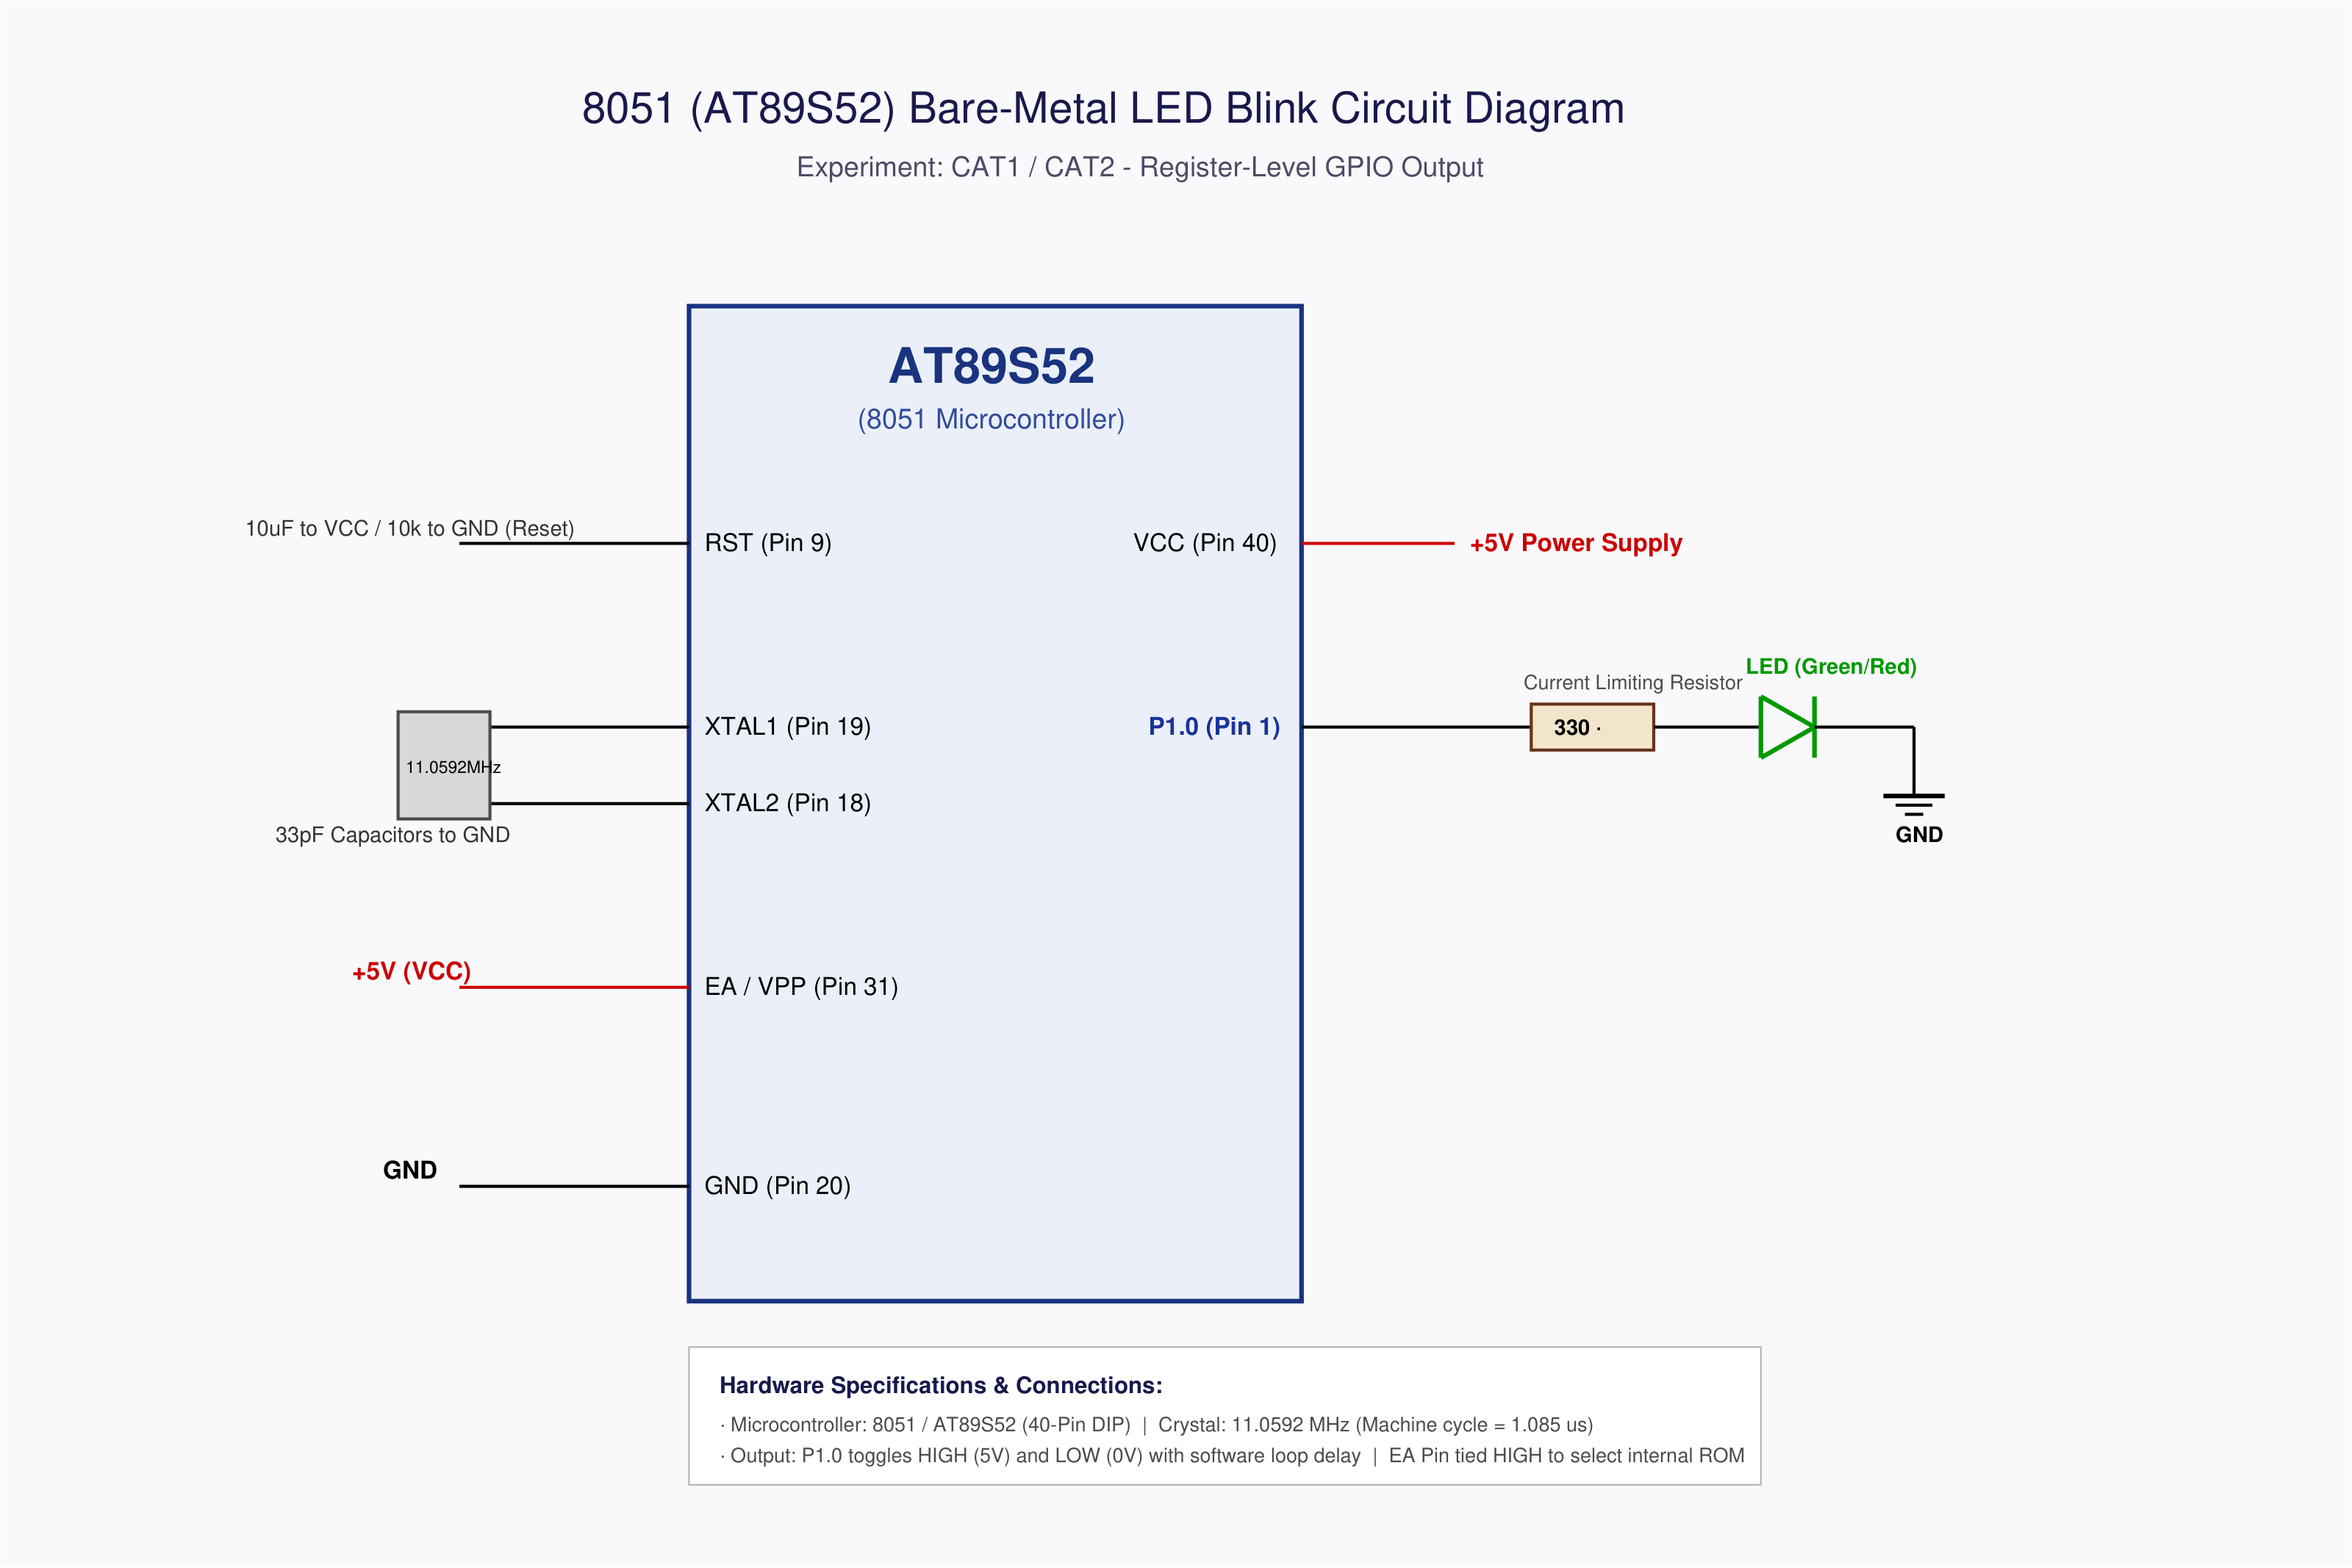 8051 (AT89S52) Bare-Metal LED Blink Circuit Diagram
Experiment: CAT1 / CAT2 - Register-Level GPIO Output
AT89S52
(8051 Microcontroller)
10uF to VCC / 10k to GND (Reset)
RST (Pin 9)
VCC (Pin 40)
+5V Power Supply
LED (Green/Red)
Current Limiting Resistor
XTAL1 (Pin 19)
P1.0 (Pin 1)
330 ·
11.0592MHz
XTAL2 (Pin 18)
33pF Capacitors to GND
GND
+5V (VCC)
EA / VPP (Pin 31)
GND
GND (Pin 20)
Hardware Specifications & Connections:
· Microcontroller: 8051 / AT89S52 (40-Pin DIP) | Crystal: 11.0592 MHz (Machine cycle = 1.085 us)
· Output: P1.0 toggles HIGH (5V) and LOW (0V) with software loop delay | EA Pin tied HIGH to select internal ROM